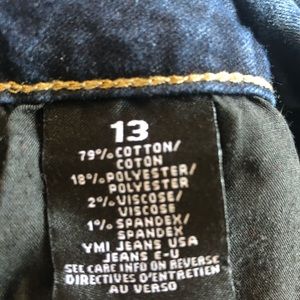 13
79% COTTON/
COTON
18% POLYESTER/
POLYESTER
2% VISCOSE/
VISCOSE
1% SPANDEX/
SPANDEX
YMI JEANS USA
JEANS E-U
SEE CARE INFO ON REVERSE
DIRECTIVES D'ENTRETIEN
AU VERSO